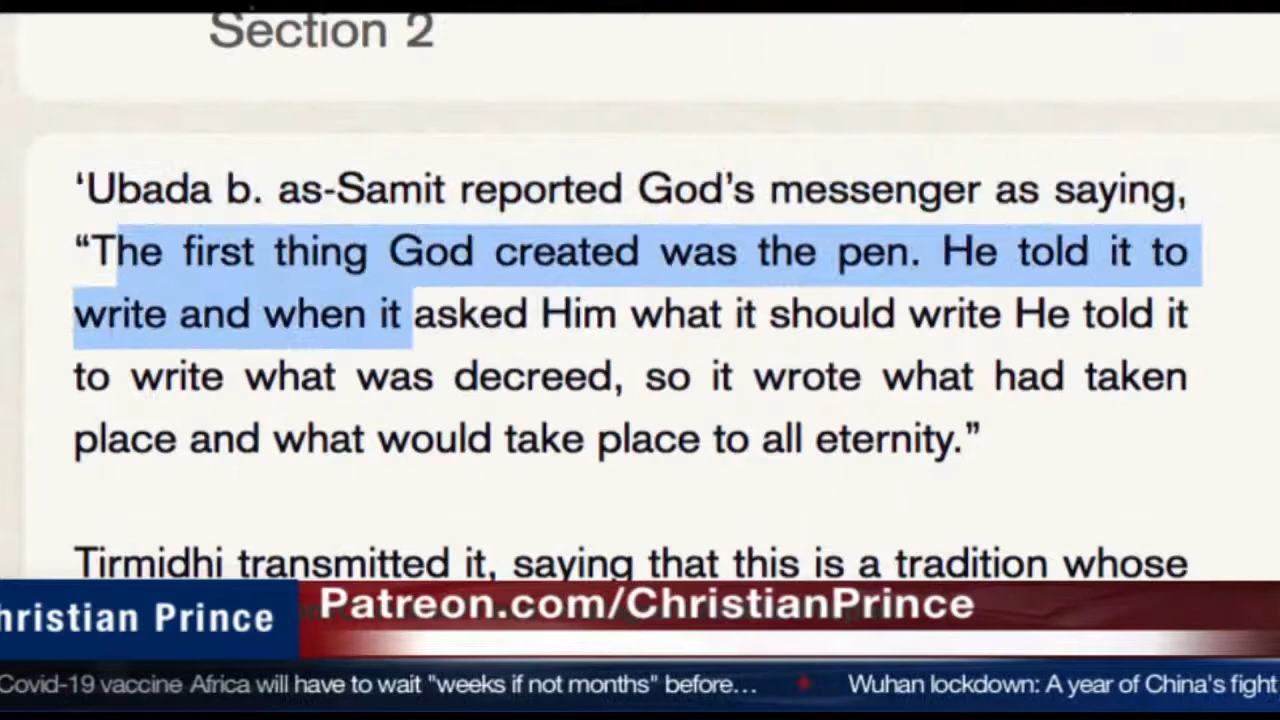 Section 2
‘Ubada b. as-Samit reported God’s messenger as saying,
“The first thing God created was the pen. He told it to
write and when it asked Him what it should write He told it
to write what was decreed, so it wrote what had taken
place and what would take place to all eternity.”
Tirmidhi transmitted it, saying that this is a tradition whose
hristian Prince
Patreon.com/ChristianPrince
Covid-19 vaccine Africa will have to wait "weeks if not months" before... Wuhan lockdown: A year of China's fight